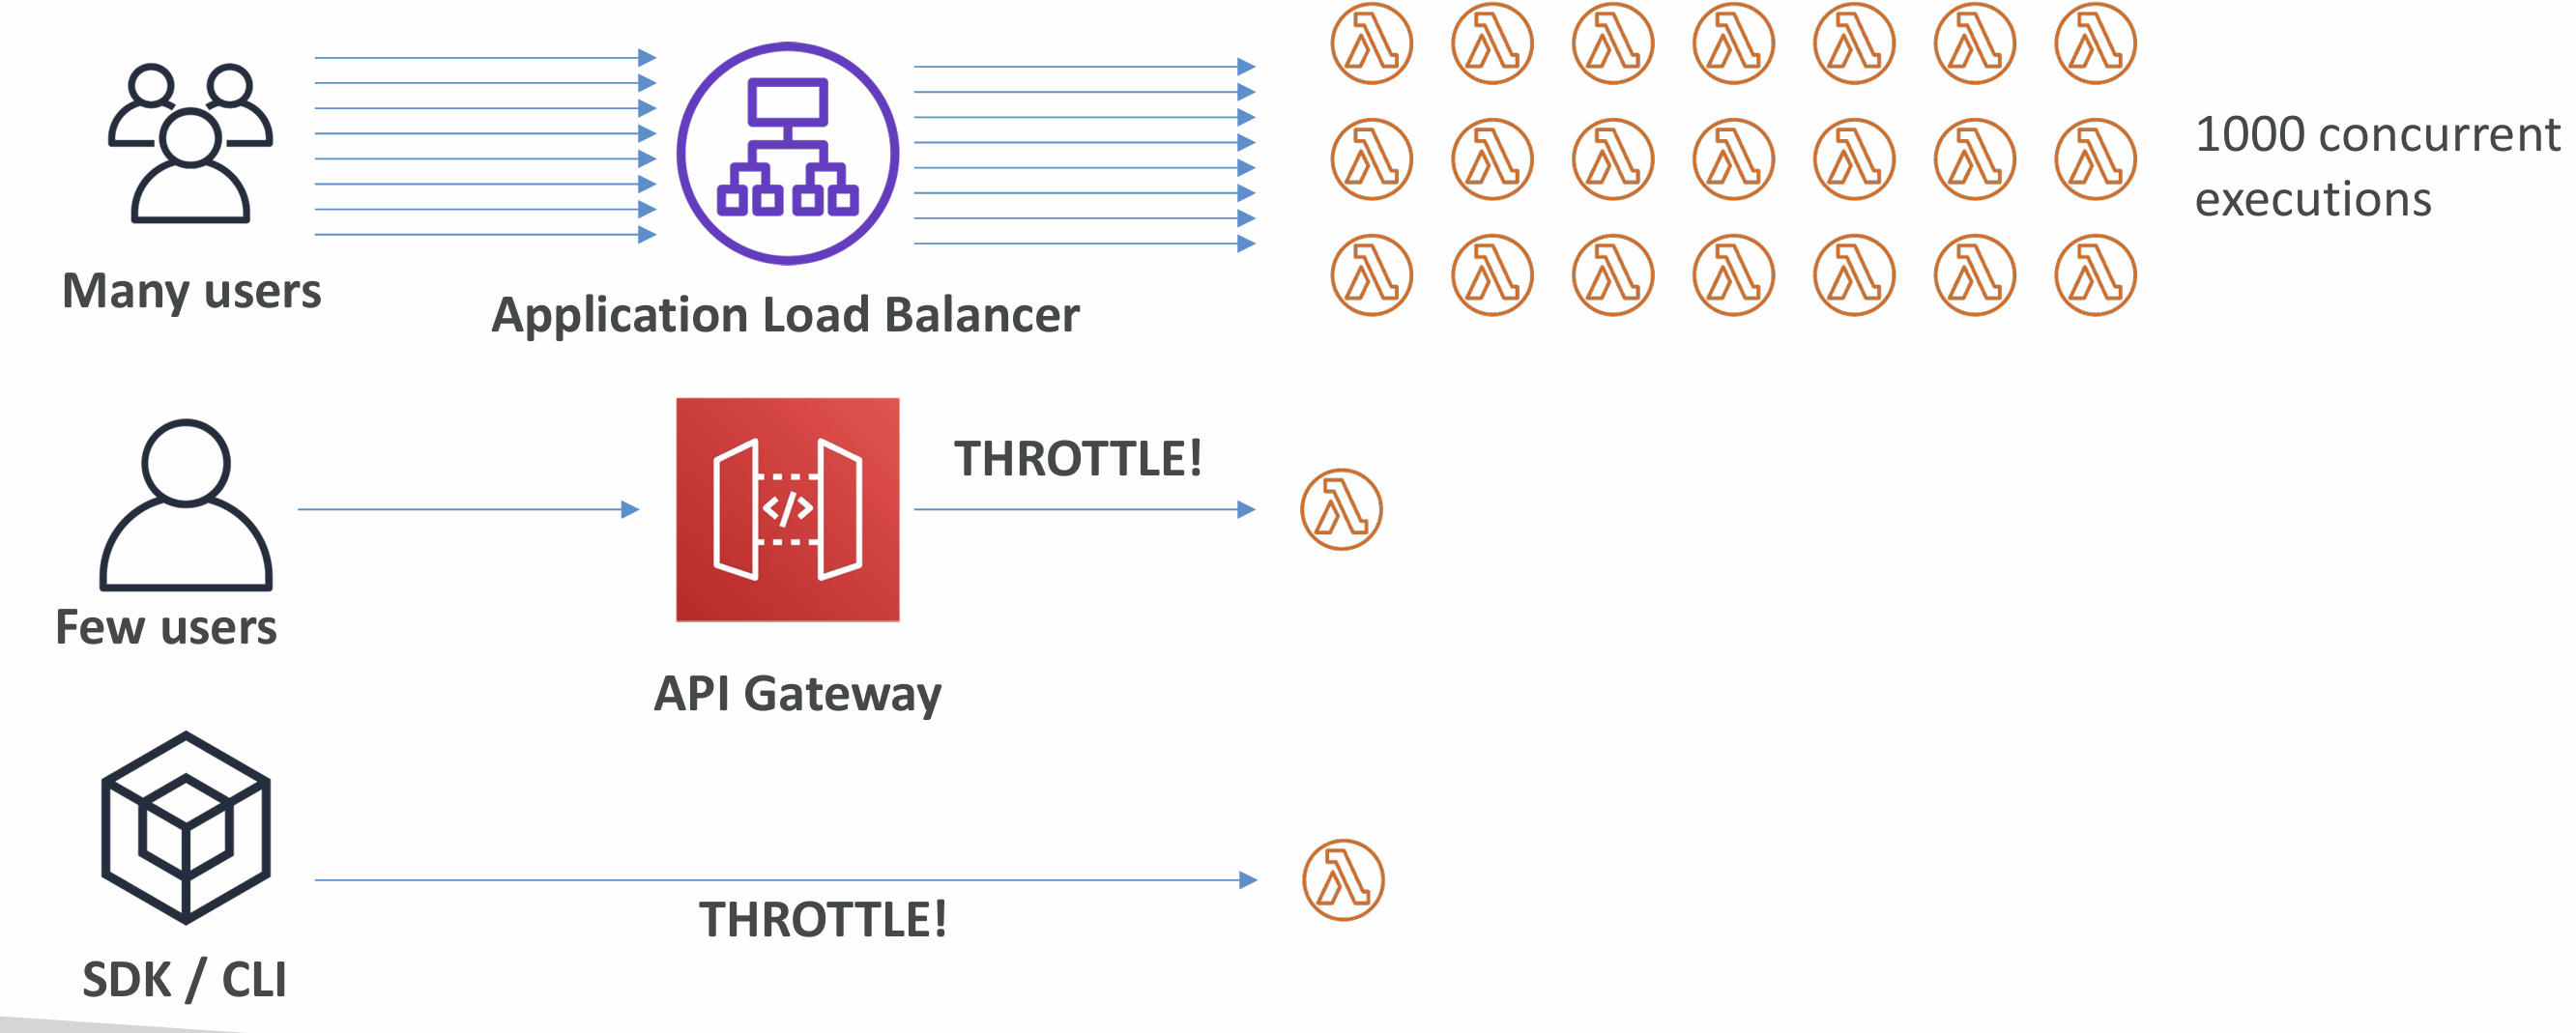 1000 concurrent
executions
Many users
Application Load Balancer
THROTTLE!
</>
Few users
API Gateway
THROTTLE!
SDK / CLI